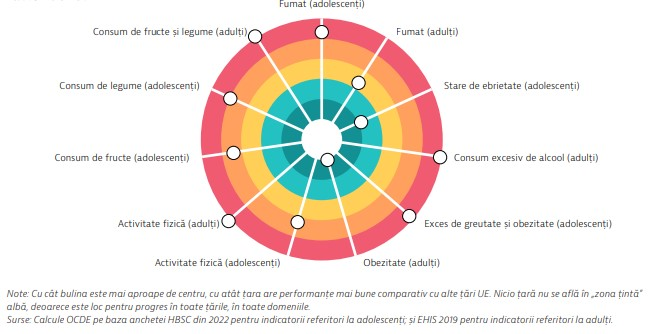 Fumat (adolescenți)
Consum de fructe și legume (adulți)
Fumat (adulți)
Consum de legume (adolescenți)
Stare de ebrietate (adolescenți)
Consum de fructe (adolescenți)
Consum excesiv de alcool (adulți)
Activitate fizică (adulți)
Exces de greutate și obezitate (adolescenți)
Activitate fizică (adolescenți)
Obezitate (adulți)
Note: Cu cât bulina este mai aproape de centru, cu atât țara are performanțe mai bune comparativ cu alte țări UE. Nicio țară nu se află în „zona țintă”
albă, deoarece este loc pentru progres în toate țările, în toate domeniile.
Surse: Calcule OCDE pe baza anchetei HBSC din 2022 pentru indicatorii referitori la adolescenți; și EHIS 2019 pentru indicatorii referitori la adulți.